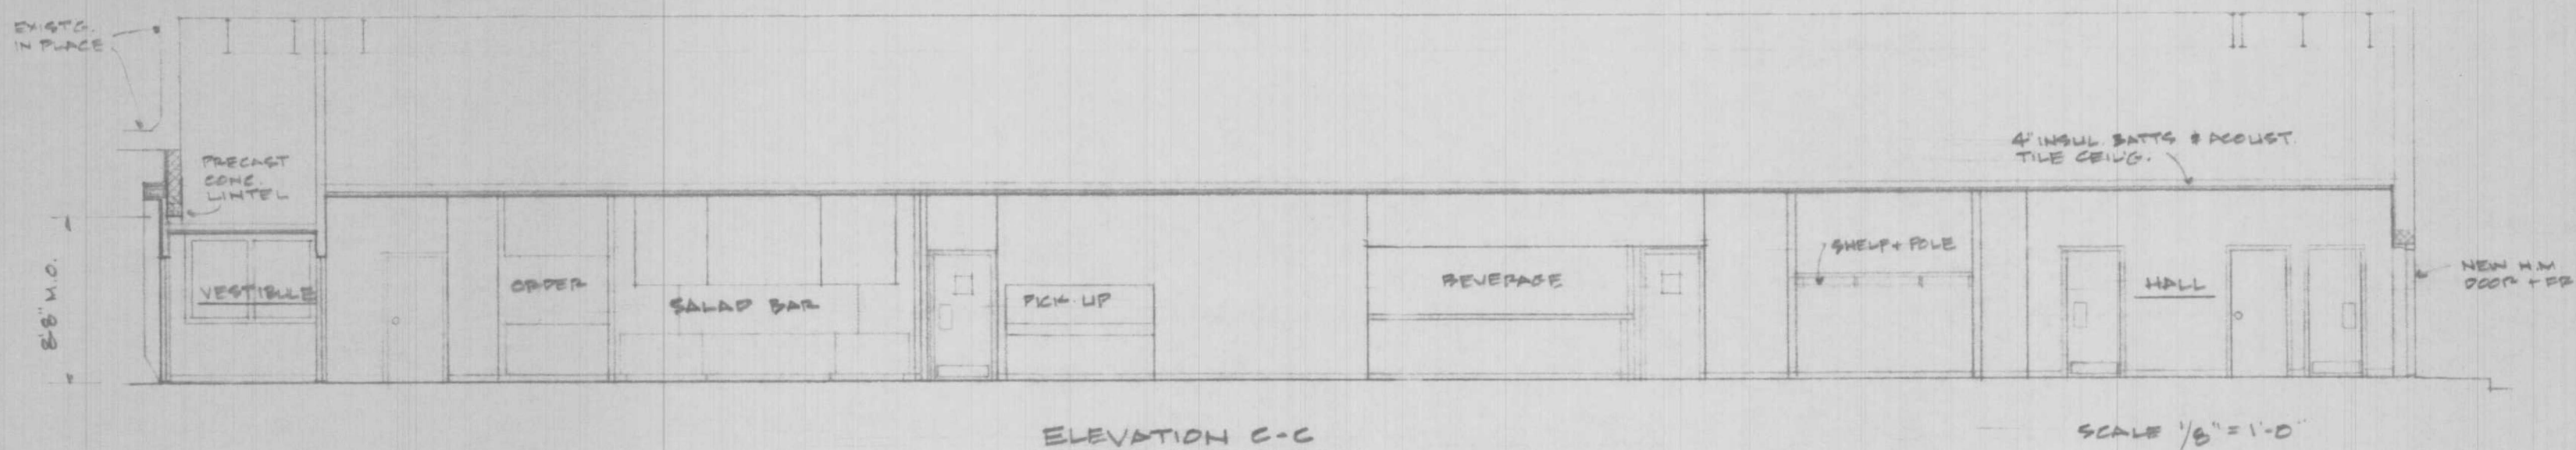 EXIST'G.
IN PLACE
PRECAST
CONC.
LINTEL
4" INSUL. BATTS & ACOUST.
TILE CEIL'G.
8'8" M.O.
VESTIBULE
ORDER
SALAD BAR
PICK-UP
BEVERAGE
SHELF + POLE
HALL
NEW H.M.
DOOR + FR
ELEVATION C-C
SCALE 1/8" = 1'-0"